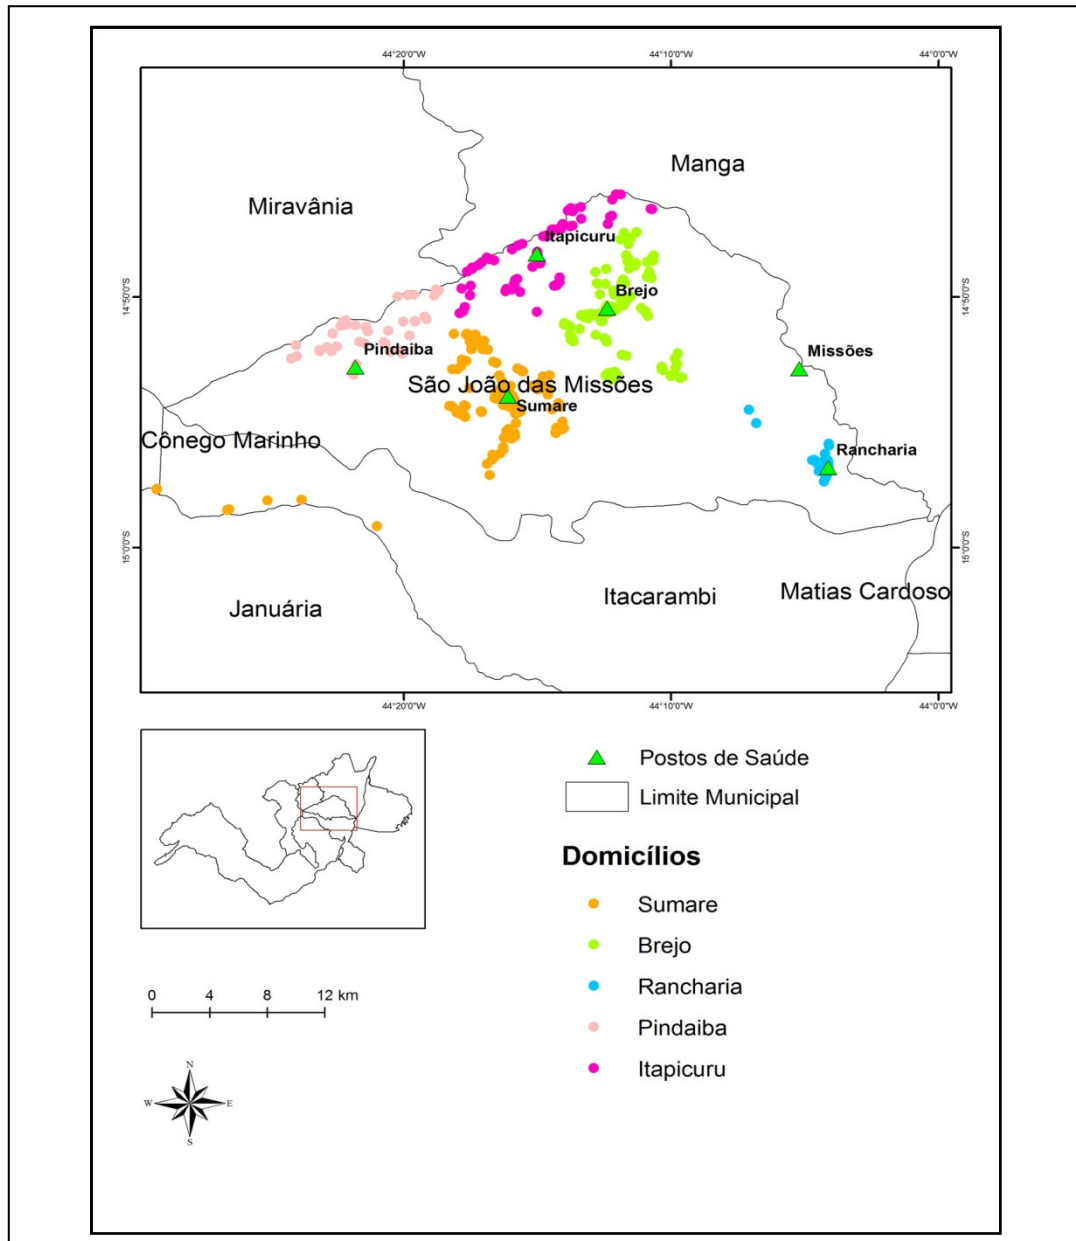 44°20'0"W
44°10'0"W
44°0'0"W
Manga
Miravânia
Itapicuru
14°50'0"S
14°50'0"S
Brejo
Missões
Pindaiba
São João das Missões
Sumare
Cônego Marinho
Rancharia
15°0'0"S
15°0'0"S
Januária
Itacarambi
Matias Cardoso
44°20'0"W
44°10'0"W
44°0'0"W
Postos de Saúde
Limite Municipal
Domicílios
Sumare
Brejo
Rancharia
Pindaiba
Itapicuru
0 4 8 12 km
N
W
E
S